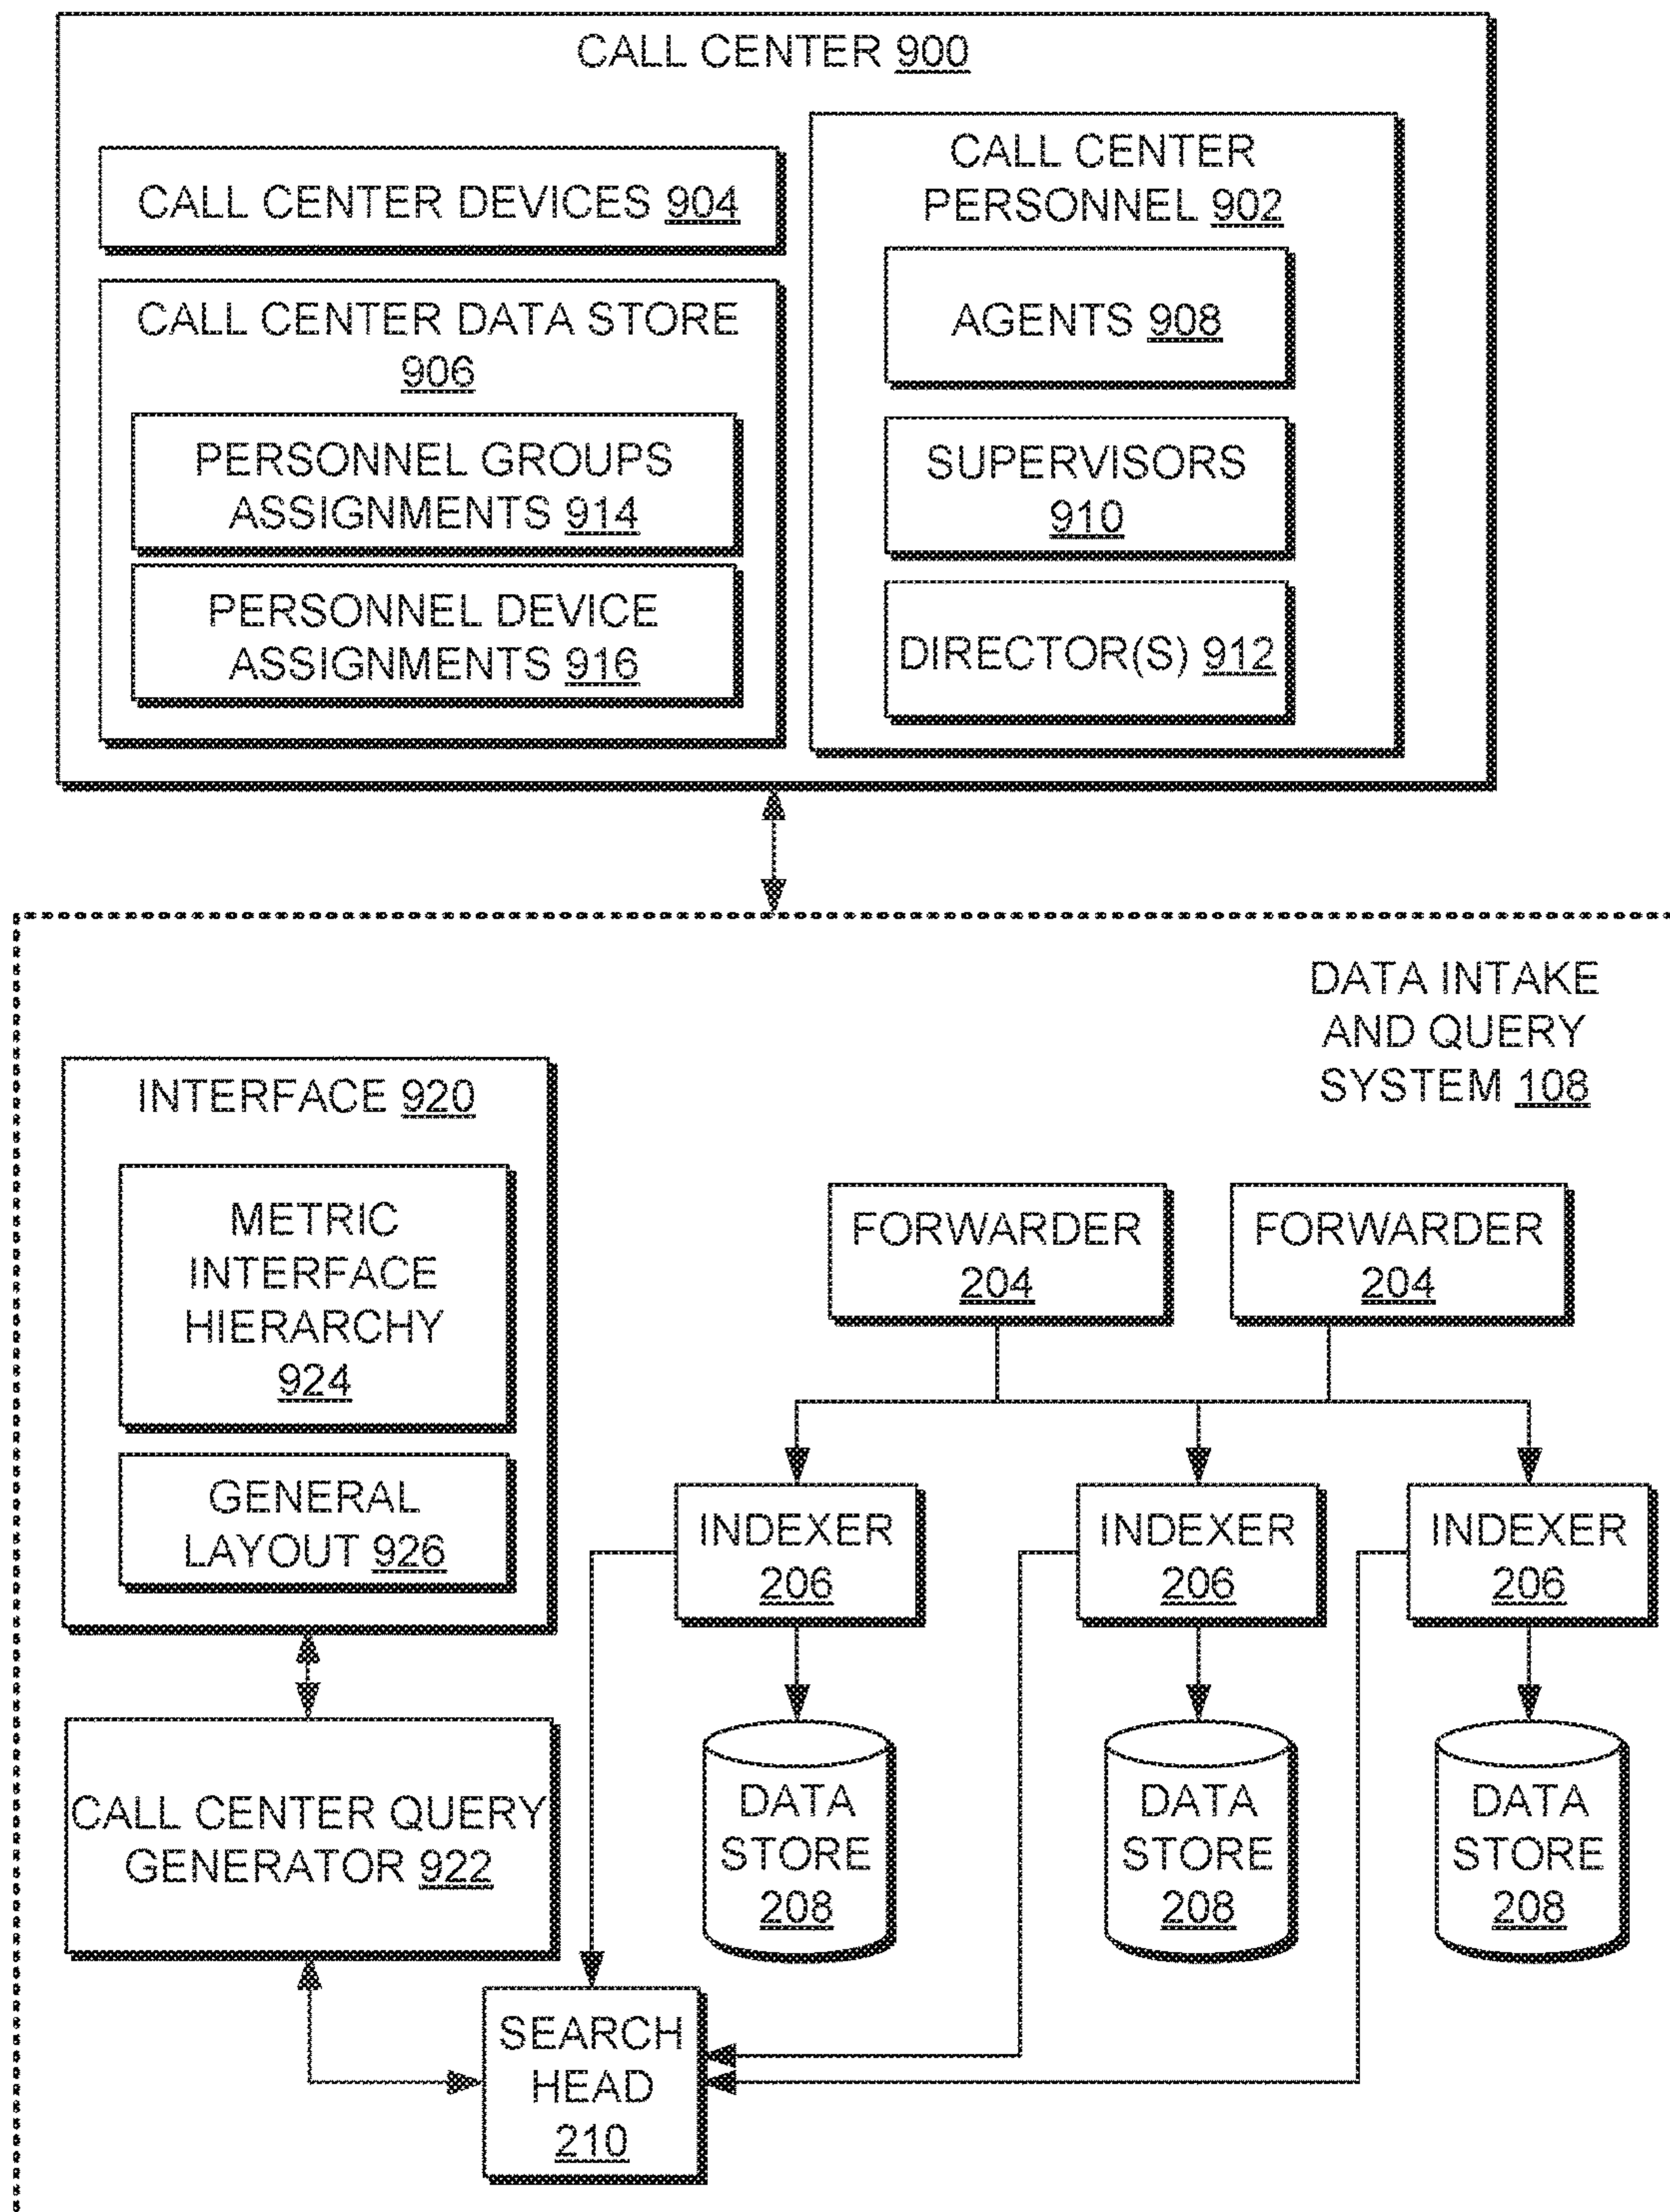 CALL CENTER 900
CALL CENTER DEVICES 904
CALL CENTER DATA STORE
906
PERSONNEL GROUPS
ASSIGNMENTS 914
PERSONNEL DEVICE
ASSIGNMENTS 916
CALL CENTER
PERSONNEL 902
AGENTS 908
SUPERVISORS
910
DIRECTOR(S) 912
DATA INTAKE
AND QUERY
SYSTEM 108
INTERFACE 920
METRIC
INTERFACE
HIERARCHY
924
GENERAL
LAYOUT 926
CALL CENTER QUERY
GENERATOR 922
FORWARDER
204
FORWARDER
204
INDEXER
206
INDEXER
206
INDEXER
206
DATA
STORE
208
DATA
STORE
208
DATA
STORE
208
SEARCH
HEAD
210